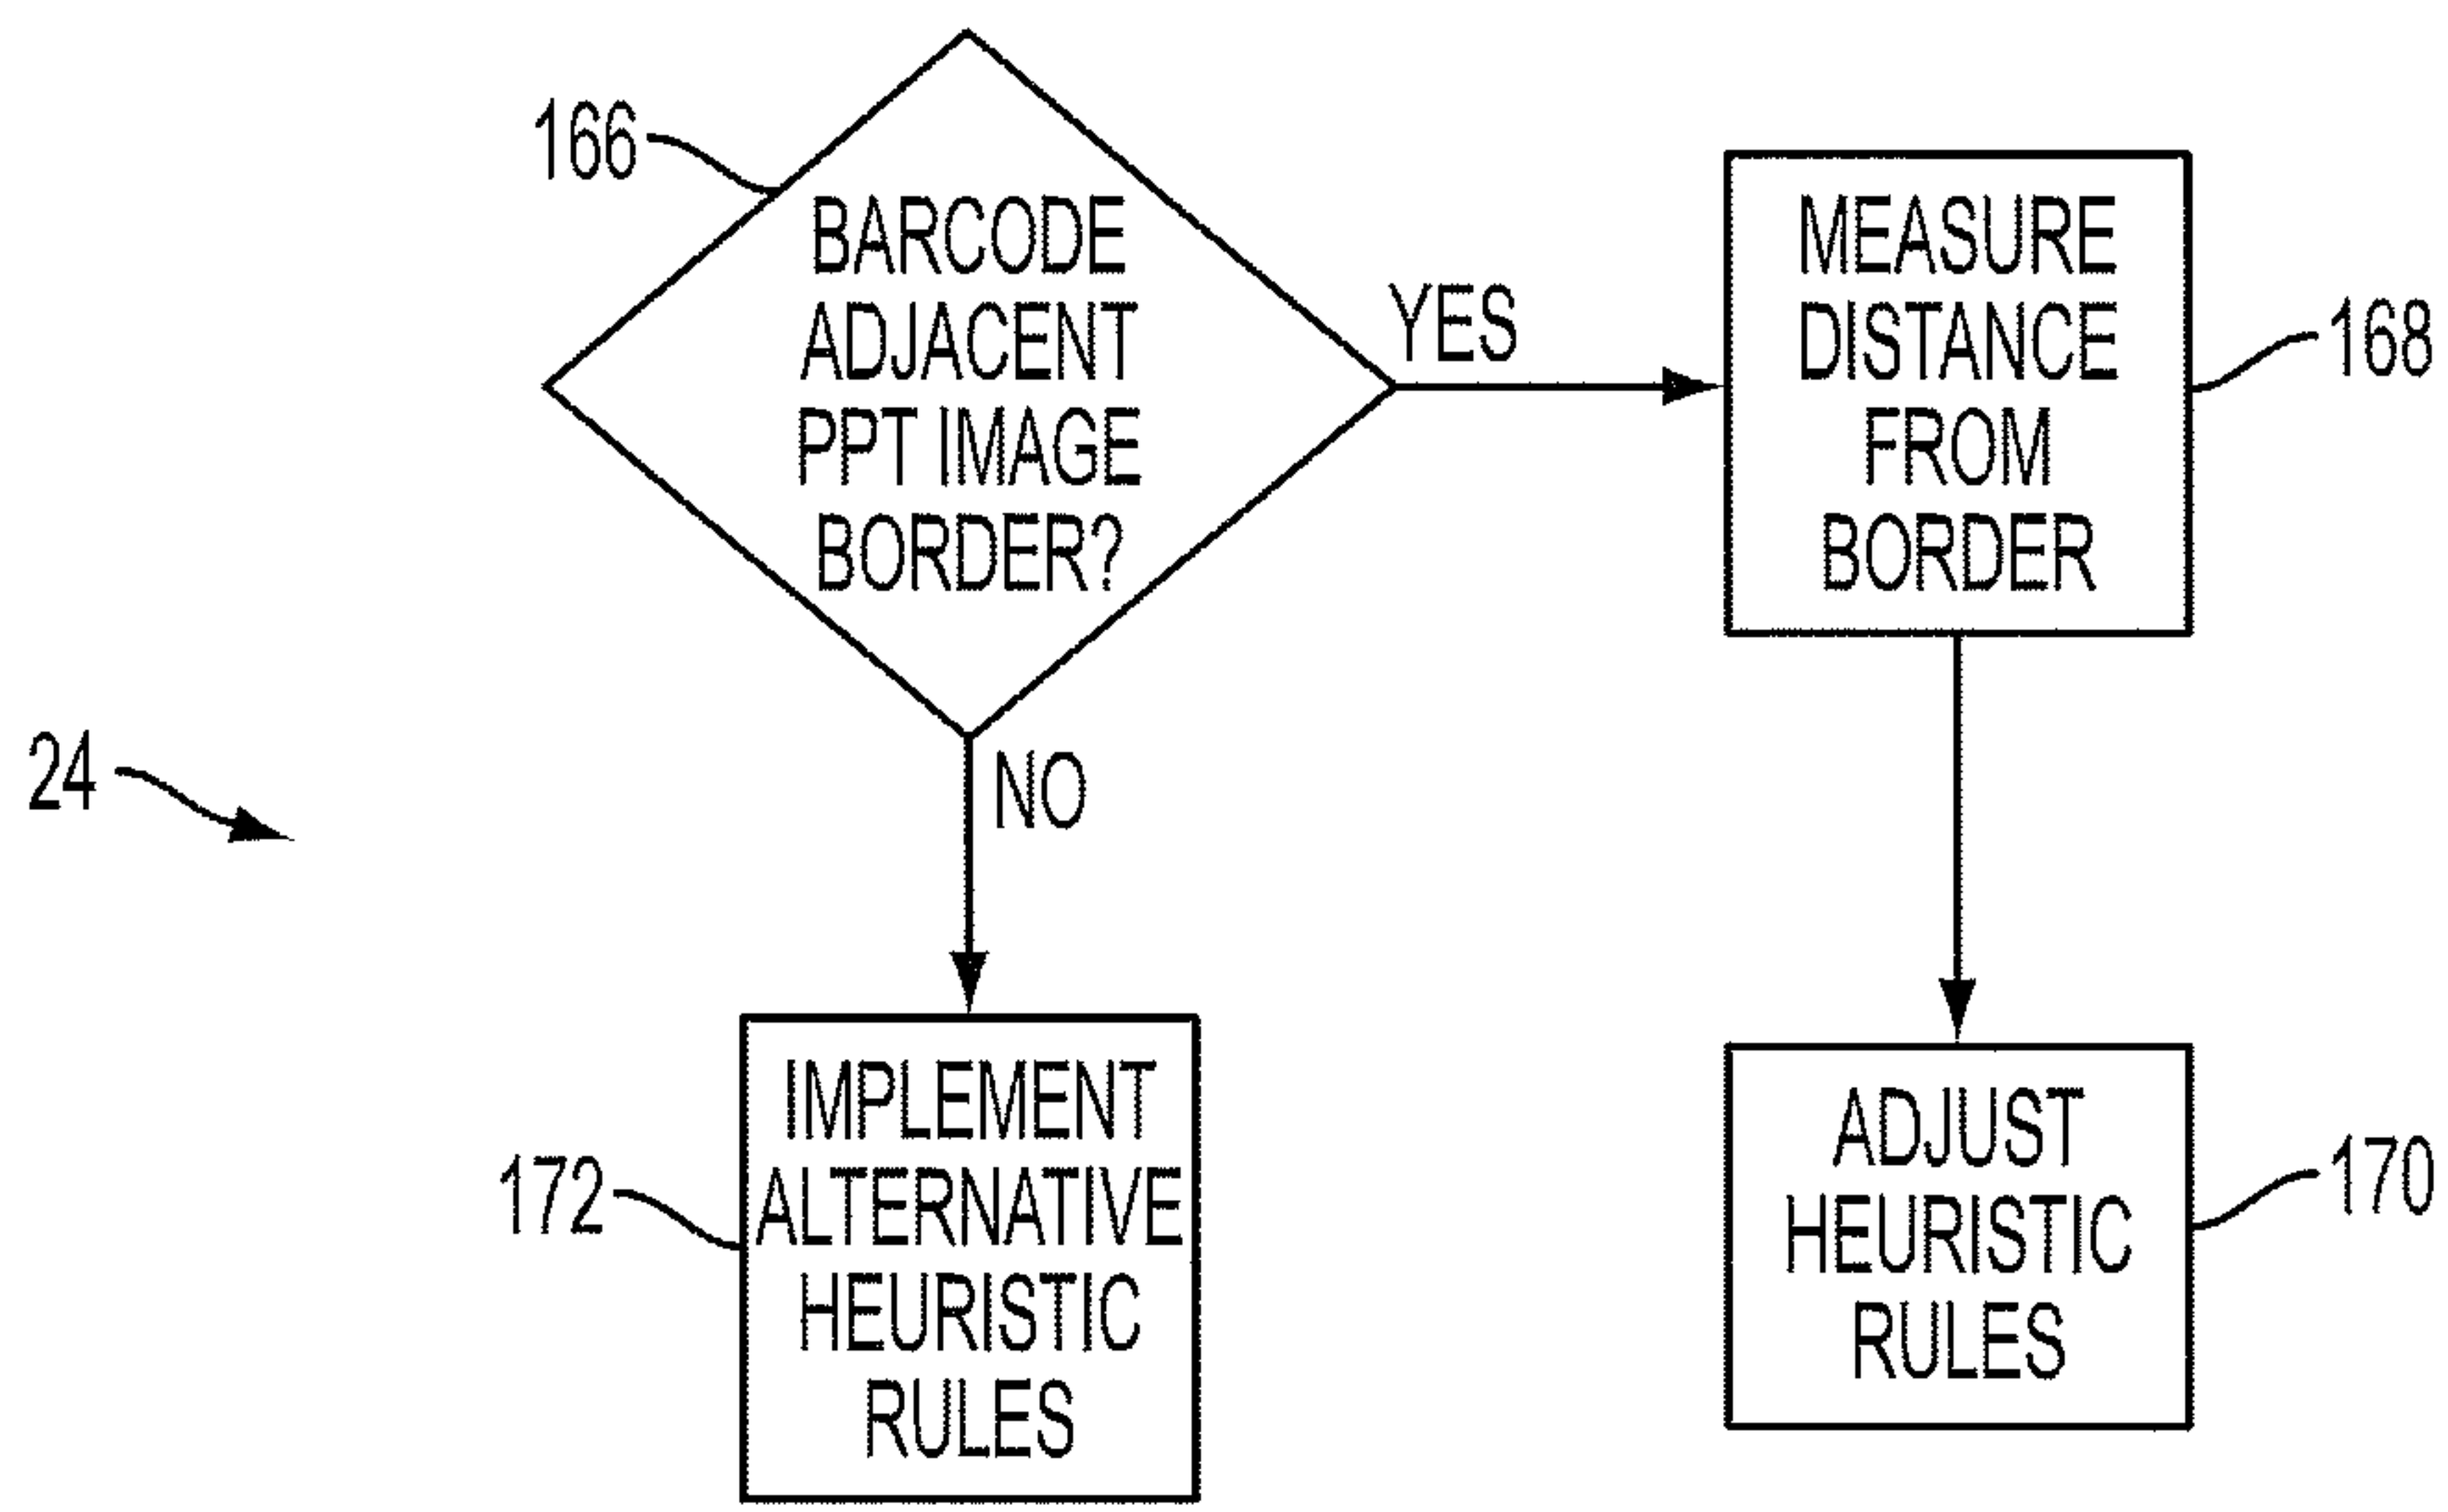 166
BARCODE
ADJACENT
PPT IMAGE
BORDER?
YES
MEASURE
DISTANCE
FROM
BORDER
168
24
NO
172
IMPLEMENT
ALTERNATIVE
HEURISTIC
RULES
ADJUST
HEURISTIC
RULES
170